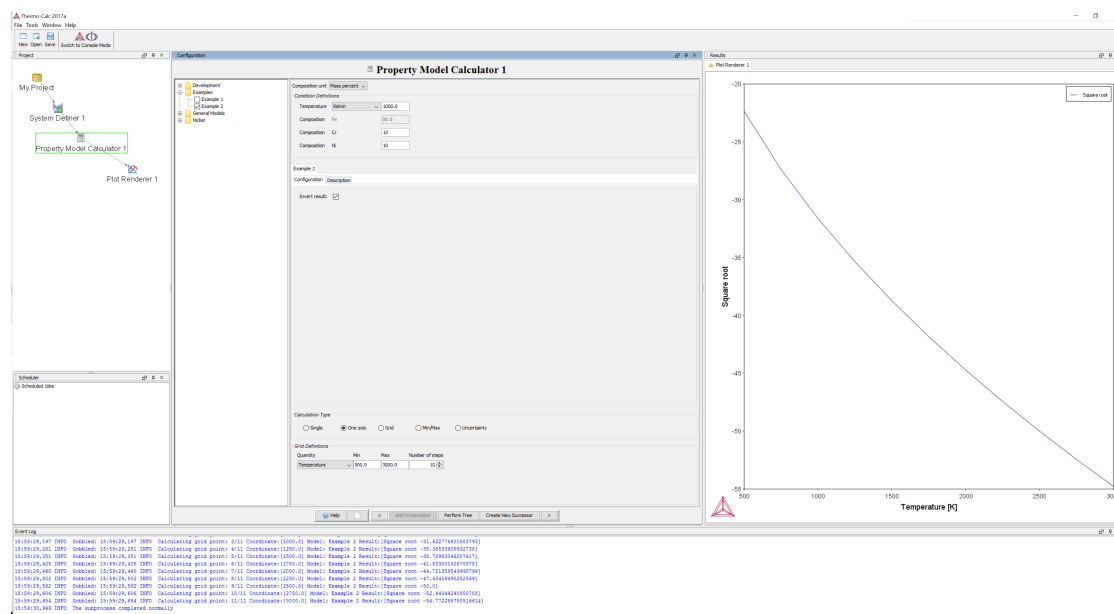 Thermo-Calc 2017a
File Tools Window Help
New Open Save Switch to Console Mode
Project
My Project
System Definer 1
Property Model Calculator 1
Plot Renderer 1
Scheduler
Scheduled Jobs
Configuration
Property Model Calculator 1
Development
Examples
Example 1
Example 2
General Models
Nickel
Composition unit Mass percent
Condition Definitions
Temperature Kelvin 1000.0
Composition Fe 80.0
Composition Cr 10
Composition Ni 10
Example 2
Configuration Description
Invert result:
Calculation Type
Single One axis Grid Min/Max Uncertainty
Grid Definitions
Quantity Min Max Number of steps
Temperature 500.0 3000.0 10
Help < Add Predecessor Perform Tree Create New Successor >
Results
Plot Renderer 1
Square root
-20
-25
-30
-35
-40
-45
-50
-55
Square root
500 1000 1500 2000 2500 30
Temperature [K]
Event Log
15:59:29,197 INFO Gobbled: 15:59:29,197 INFO Calculating grid point: 3/11 Coordinate:[1000.0] Model: Example 2 Result:[Square root -31.622776601683793]
15:59:29,281 INFO Gobbled: 15:59:29,281 INFO Calculating grid point: 4/11 Coordinate:[1250.0] Model: Example 2 Result:[Square root -35.35533905932738]
15:59:29,351 INFO Gobbled: 15:59:29,351 INFO Calculating grid point: 5/11 Coordinate:[1500.0] Model: Example 2 Result:[Square root -38.729833462074170]
15:59:29,405 INFO Gobbled: 15:59:29,405 INFO Calculating grid point: 6/11 Coordinate:[1750.0] Model: Example 2 Result:[Square root -41.83300132670378]
15:59:29,460 INFO Gobbled: 15:59:29,460 INFO Calculating grid point: 7/11 Coordinate:[2000.0] Model: Example 2 Result:[Square root -44.721359549995796]
15:59:29,502 INFO Gobbled: 15:59:29,502 INFO Calculating grid point: 8/11 Coordinate:[2250.0] Model: Example 2 Result:[Square root -47.43416490252569]
15:59:29,562 INFO Gobbled: 15:59:29,562 INFO Calculating grid point: 9/11 Coordinate:[2500.0] Model: Example 2 Result:[Square root -50.0]
15:59:29,606 INFO Gobbled: 15:59:29,606 INFO Calculating grid point: 10/11 Coordinate:[2750.0] Model: Example 2 Result:[Square root -52.44044240850758]
15:59:29,654 INFO Gobbled: 15:59:29,654 INFO Calculating grid point: 11/11 Coordinate:[3000.0] Model: Example 2 Result:[Square root -54.772255750516614]
15:59:30,949 INFO The subprocess completed normally